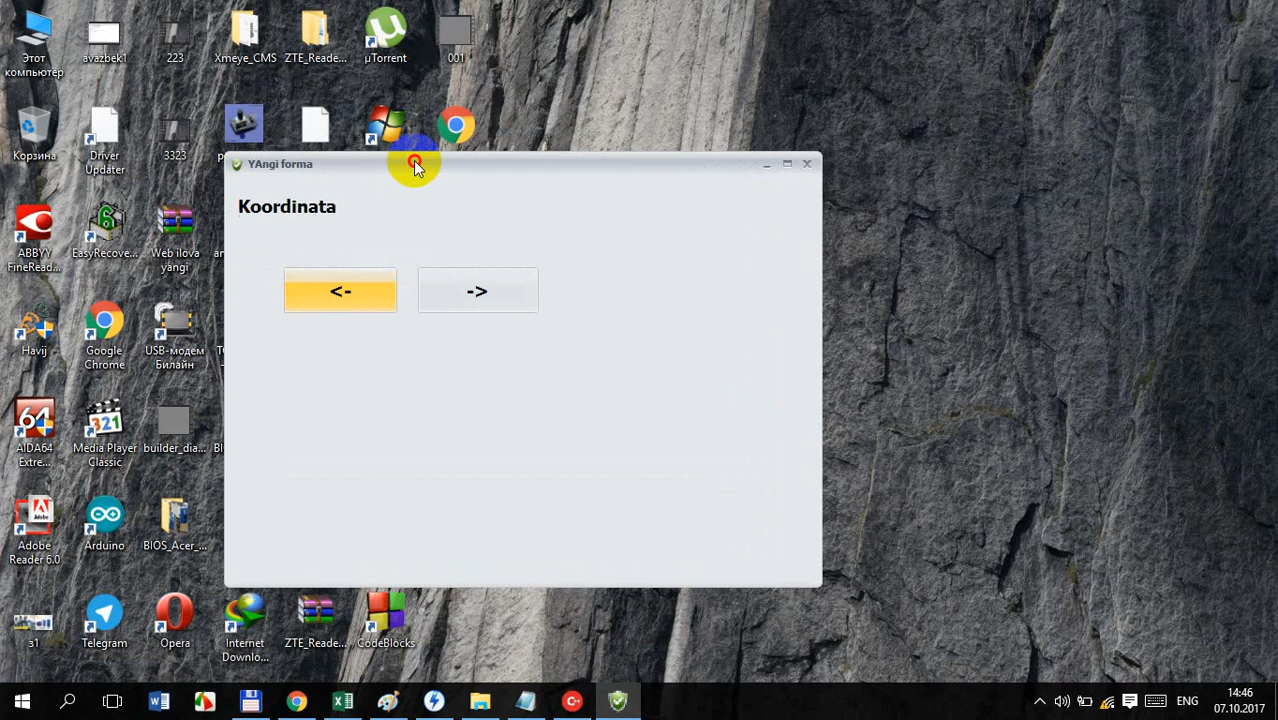 Этот
компьютер
avazbek1
223
Xmeye_CMS
ZTE_Reade...
µTorrent
001
Корзина
Driver
Updater
3323
YAngi forma
Koordinata
<-
->
ABBYY
FineRead...
EasyRecove...
Web ilova
yangi
Havij
Google
Chrome
USB-модем
Билайн
AIDA64
Extre...
Media Player
Classic
builder_dia...
Adobe
Reader 6.0
Arduino
BIOS_Acer_...
з1
Telegram
Opera
Internet
Downlo...
ZTE_Reade...
CodeBlocks
ENG
14:46
07.10.2017